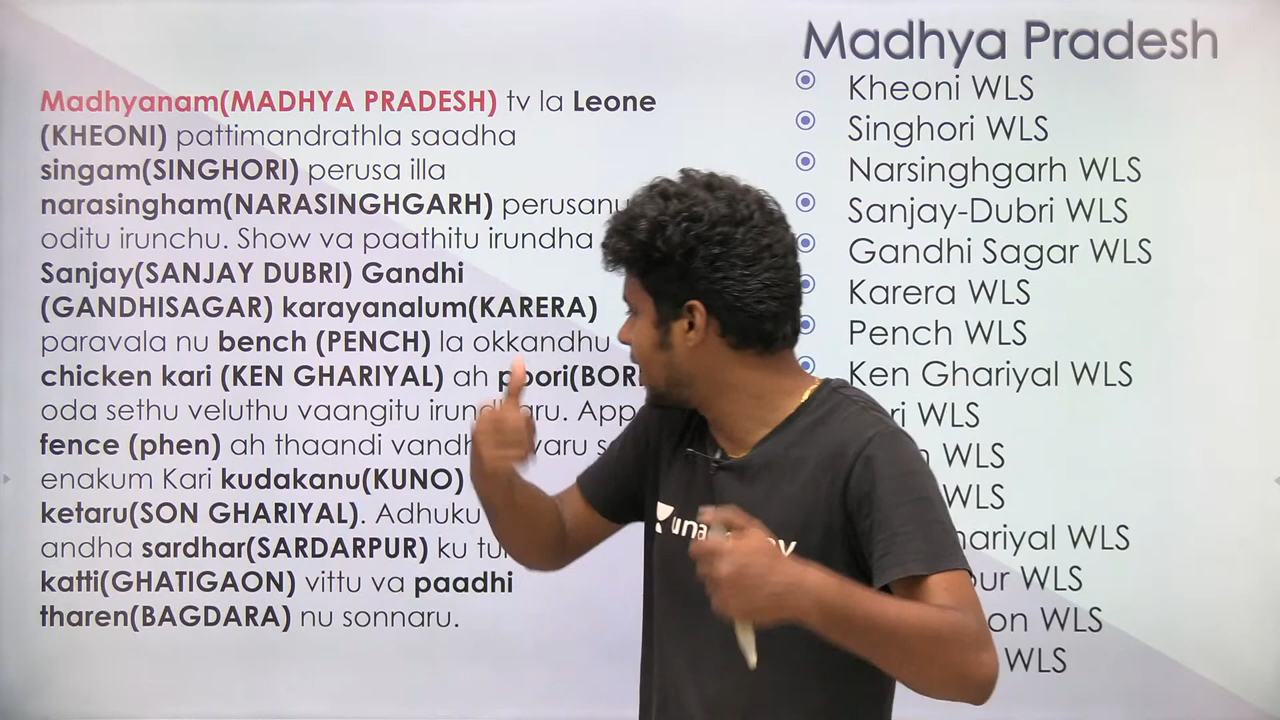 Madhya Pradesh
Madhyanam(MADHYA PRADESH) tv la Leone
(KHEONI) pattimandrathla saadha
singam(SINGHORI) perusa illa
narasingham(NARASINGHGARH) perusanu
oditu irunchu. Show va paathitu irundha
Sanjay(SANJAY DUBRI) Gandhi
(GANDHISAGAR) karayanalum(KARERA)
paravala nu bench (PENCH) la okkandhu
chicken kari (KEN GHARIYAL) ah
oda sethu veluthu vaangitu
fence (phen) ah thaandi
enakum Kari kudakanu(KUNO)
ketaru(SON GHARIYAL). Adhuku
andha sardhar(SARDARPUR) ku
katti(GHATIGAON) vittu va paadhi
tharen(BAGDARA) nu sonnaru.
Kheoni WLS
Singhori WLS
Narsinghgarh WLS
Sanjay-Dubri WLS
Gandhi Sagar WLS
Karera WLS
Pench WLS
Ken Ghariyal WLS
WLS
WLS
WLS
WLS
WLS
WLS
WLS